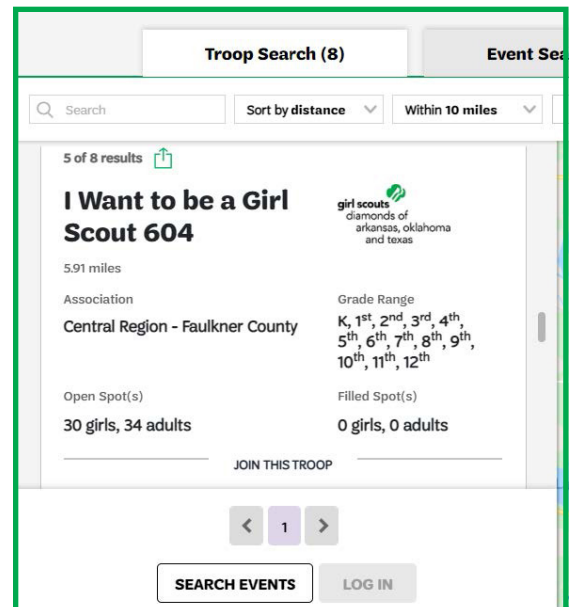 Troop Search (8)
Event Sea
Search
Sort by distance
Within 10 miles
5 of 8 results
I Want to be a Girl
Scout 604
girl scouts
diamonds of
arkansas, oklahoma
and texas
5.91 miles
Association
Central Region - Faulkner County
Grade Range
K, 1st, 2nd, 3rd, 4th,
5th, 6th, 7th, 8th, 9th,
10th, 11th, 12th
Open Spot(s)
30 girls, 34 adults
Filled Spot(s)
0 girls, 0 adults
JOIN THIS TROOP
1
SEARCH EVENTS
LOG IN